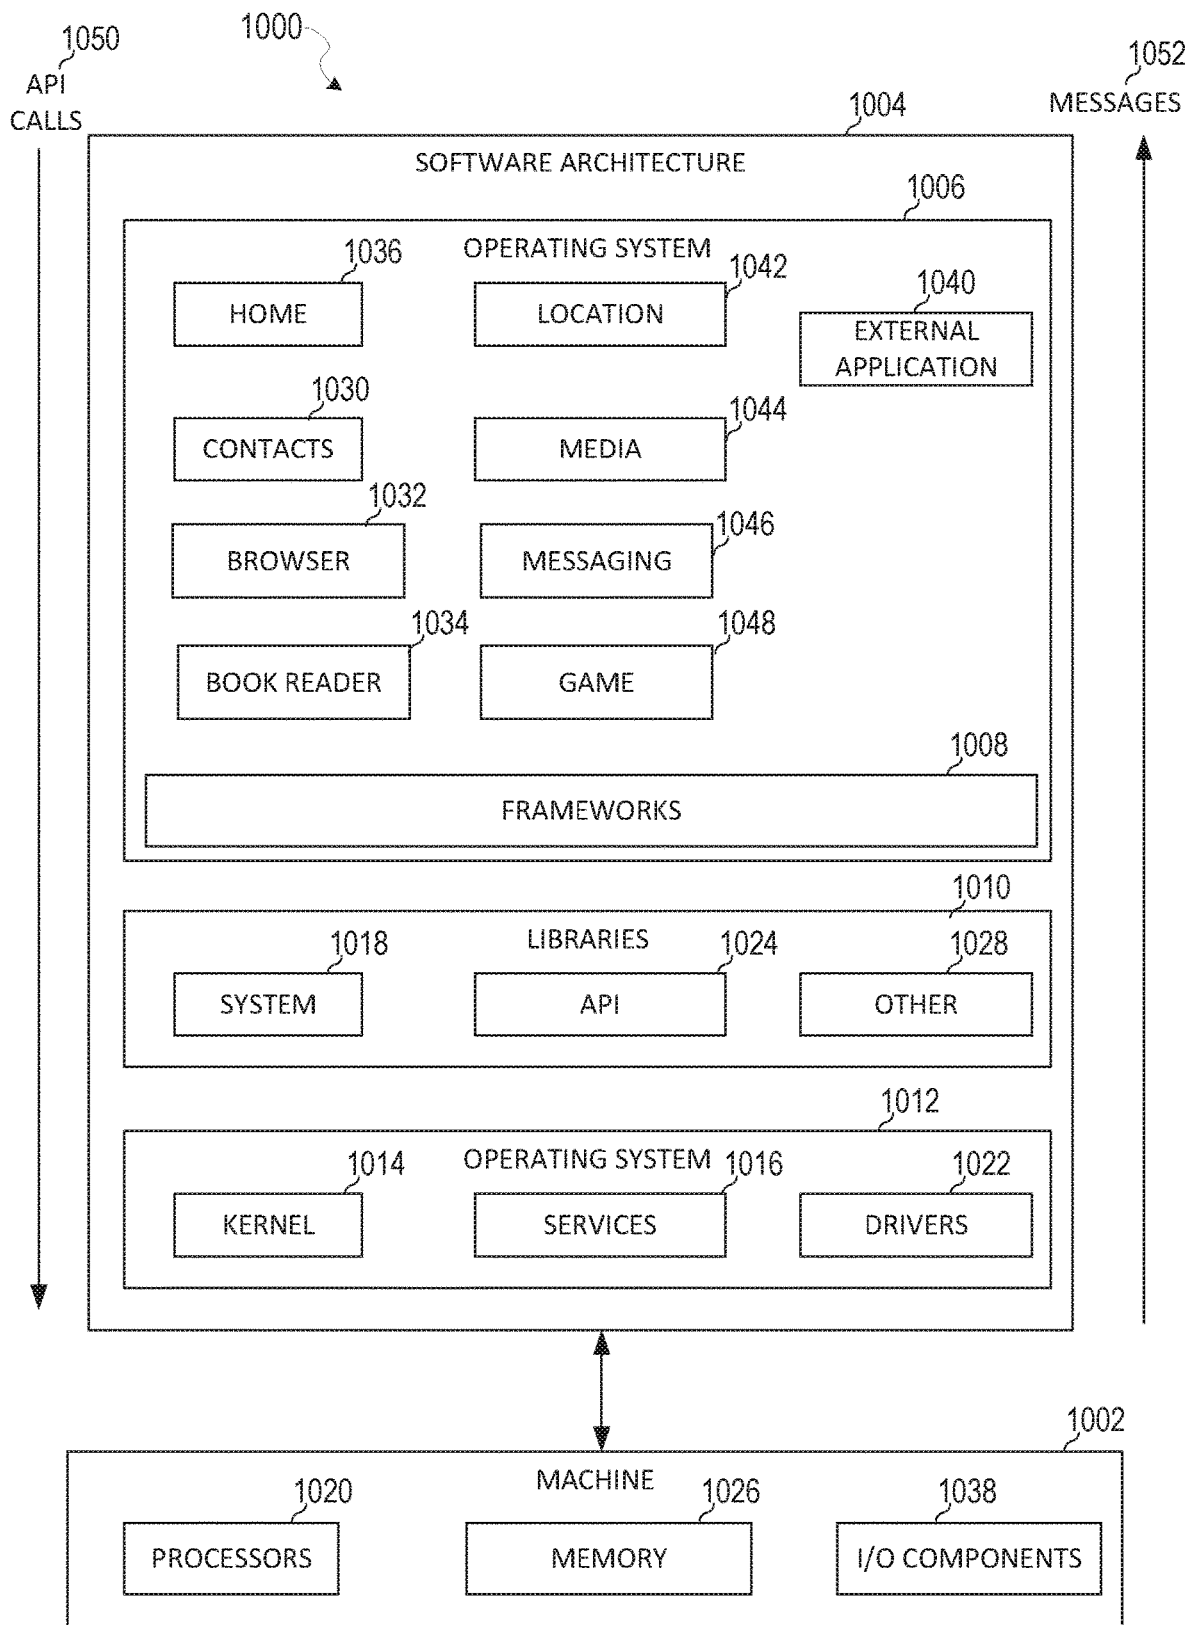 1050
API
CALLS
1000
1052
MESSAGES
1004
SOFTWARE ARCHITECTURE
1006
OPERATING SYSTEM
1036
HOME
1042
LOCATION
1040
EXTERNAL
APPLICATION
1030
CONTACTS
1044
MEDIA
1032
BROWSER
1046
MESSAGING
1034
BOOK READER
1048
GAME
1008
FRAMEWORKS
1010
LIBRARIES
1018
SYSTEM
1024
API
1028
OTHER
1012
OPERATING SYSTEM
1014
KERNEL
1016
SERVICES
1022
DRIVERS
1002
MACHINE
1020
PROCESSORS
1026
MEMORY
1038
I/O COMPONENTS